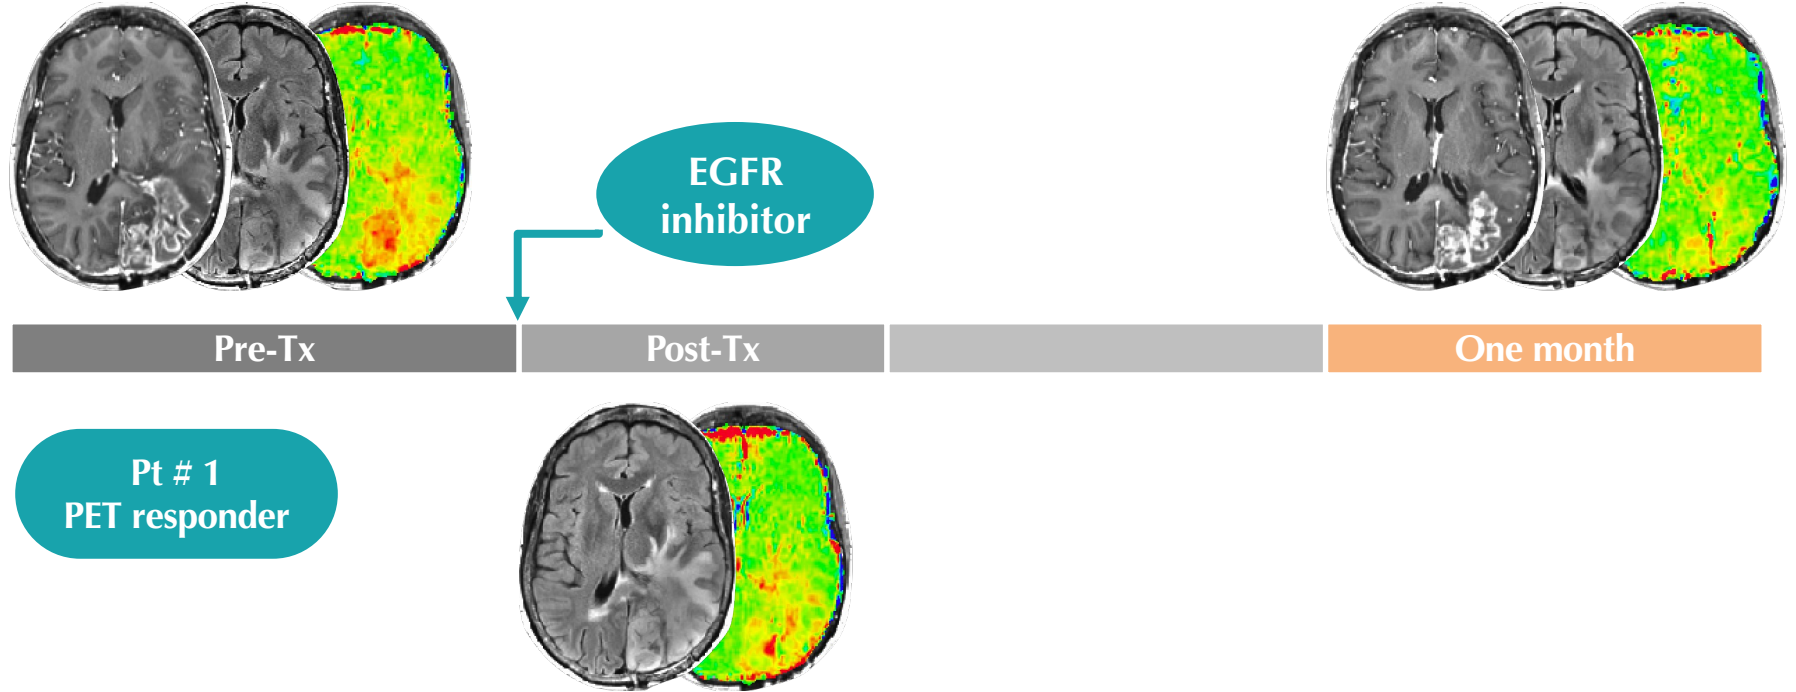 EGFR
inhibitor
Pre-Tx
Post-Tx
One month
Pt # 1
PET responder